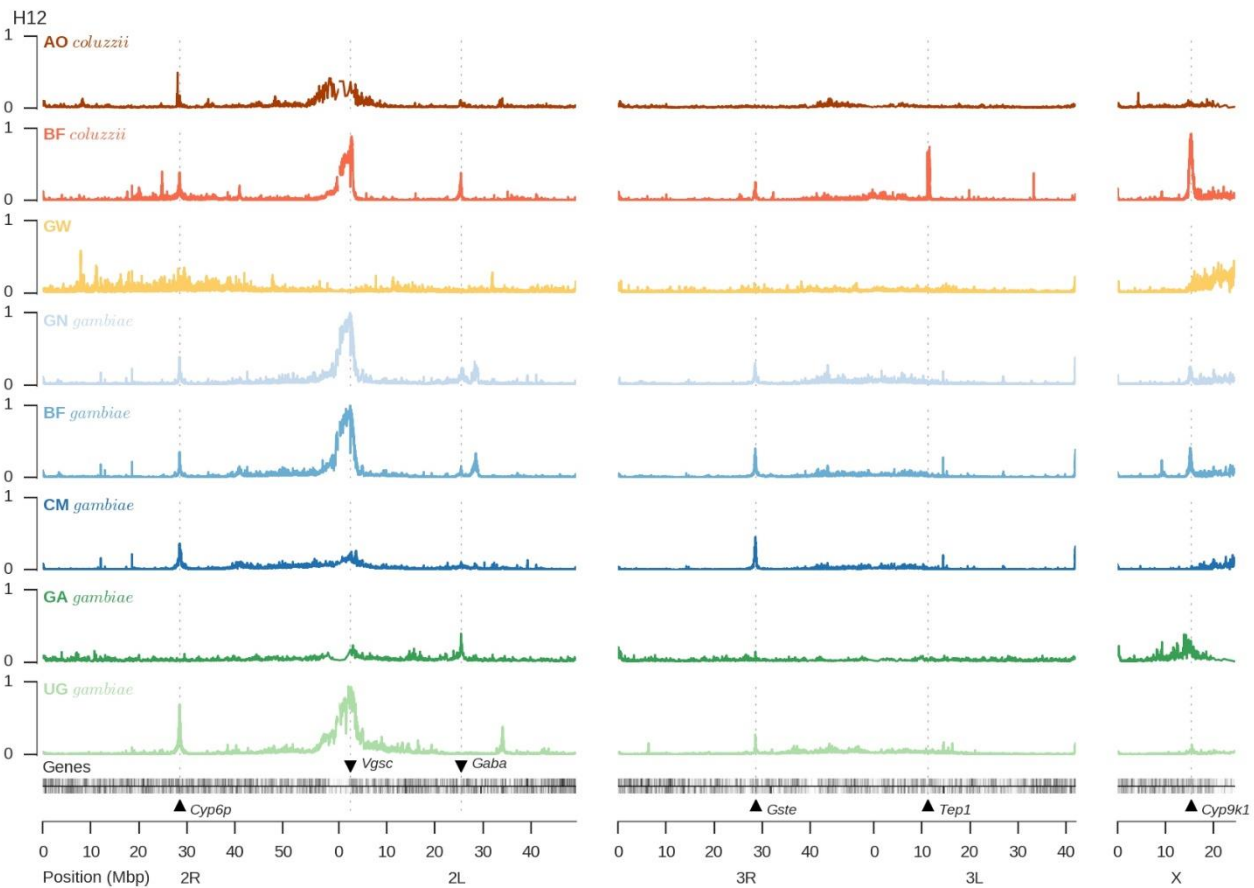 H12
1
AO coluzzii
0
1
BF coluzzii
0
1
GW
0
1
GN gambiae
0
1
BF gambiae
0
1
CM gambiae
0
1
GA gambiae
0
1
UG gambiae
0
Genes
Vgsc
Gaba
Cyp6p
Gste
Tep1
Cyp9k1
0 10 20 30 40 50 0 10 20 30 40 0 10 20 30 40 50 0 10 20 30 40 0 10 20
Position (Mbp) 2R 2L 3R 3L X